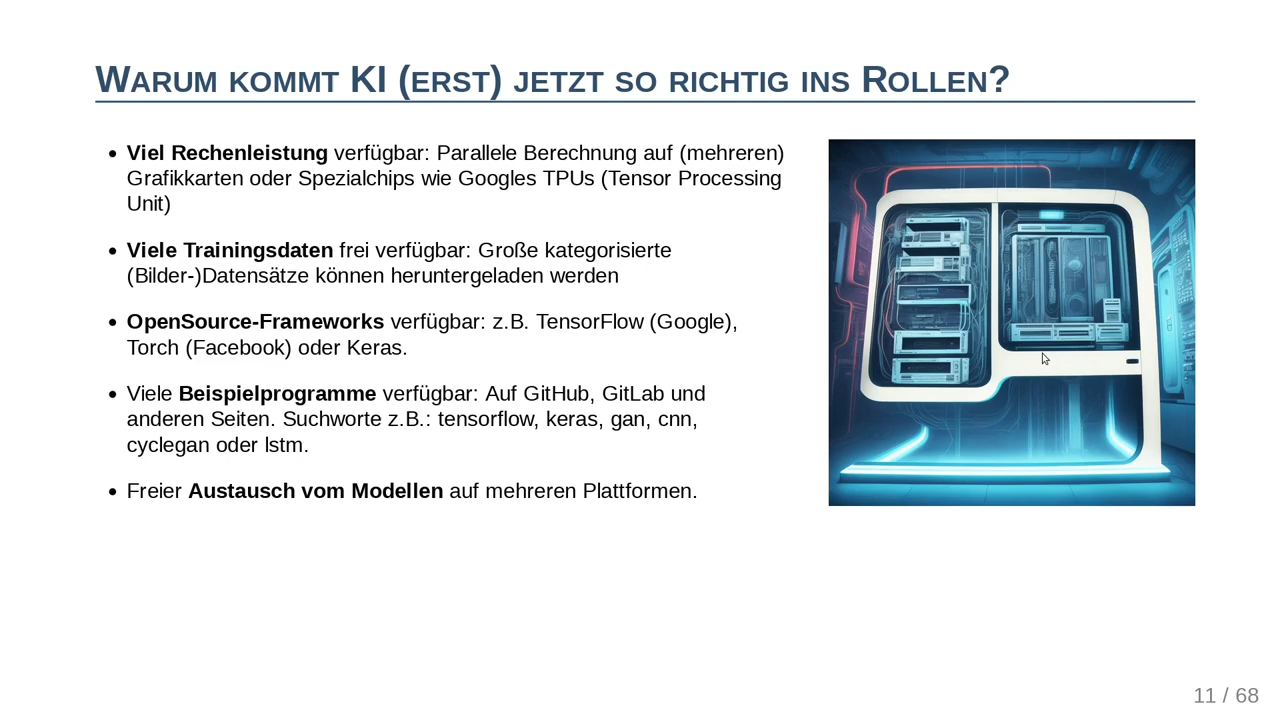 Warum kommt KI (erst) jetzt so richtig ins Rollen?
Viel Rechenleistung verfügbar: Parallele Berechnung auf (mehreren)
Grafikkarten oder Spezialchips wie Googles TPUs (Tensor Processing
Unit)
Viele Trainingsdaten frei verfügbar: Große kategorisierte
(Bilder-)Datensätze können heruntergeladen werden
OpenSource-Frameworks verfügbar: z.B. TensorFlow (Google),
Torch (Facebook) oder Keras.
Viele Beispielprogramme verfügbar: Auf GitHub, GitLab und
anderen Seiten. Suchworte z.B.: tensorflow, keras, gan, cnn,
cyclegan oder lstm.
Freier Austausch vom Modellen auf mehreren Plattformen.
11 / 68